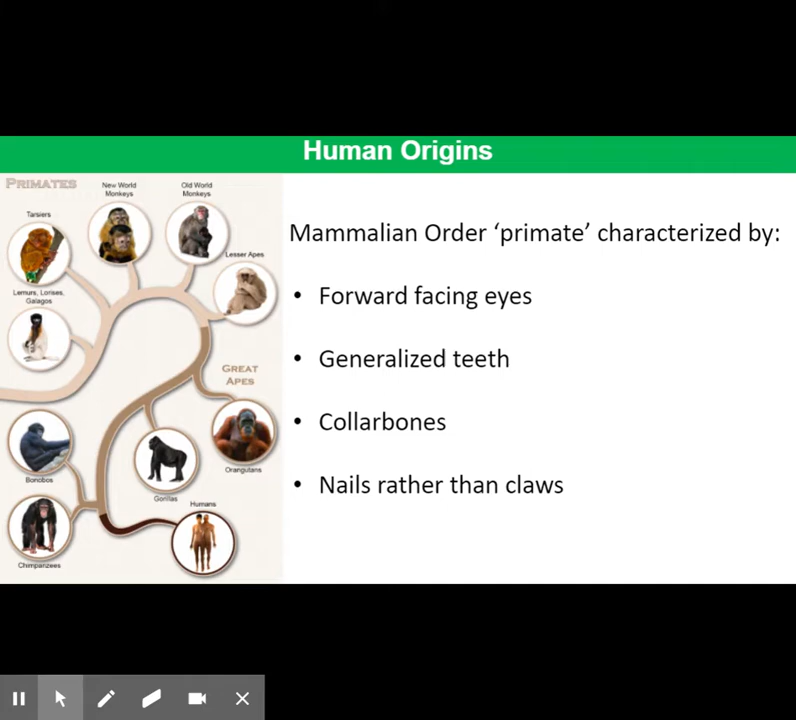 Human Origins
PRIMATES
New World
Monkeys
Old World
Monkeys
Tarsiers
Lesser Apes
Lemurs, Lorises,
Galagos
GREAT
APES
Bonobos
Orangutans
Gorillas
Humans
Chimpanzees
Mammalian Order ‘primate’ characterized by:
• Forward facing eyes
• Generalized teeth
• Collarbones
• Nails rather than claws